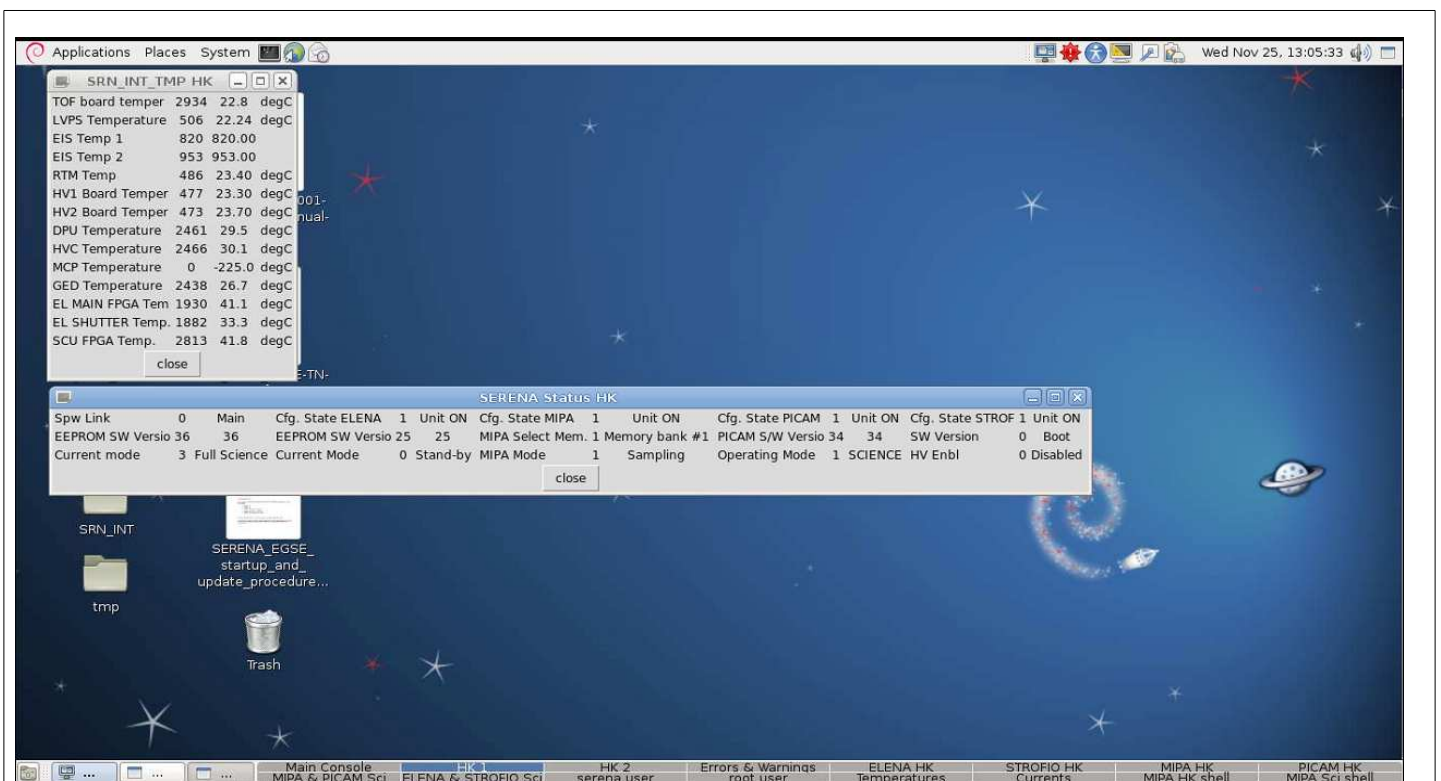 Applications Places System Wed Nov 25, 13:05:33
SRN_INT_TMP HK
TOF board temper 2934 22.8 degC
LVPS Temperature 506 22.24 degC
EIS Temp 1 820 820.00
EIS Temp 2 953 953.00
RTM Temp 486 23.40 degC
HV1 Board Temper 477 23.30 degC
HV2 Board Temper 473 23.70 degC
DPU Temperature 2461 29.5 degC
HVC Temperature 2466 30.1 degC
MCP Temperature 0 -225.0 degC
GED Temperature 2438 26.7 degC
EL MAIN FPGA Tem 1930 41.1 degC
EL SHUTTER Temp. 1882 33.3 degC
SCU FPGA Temp. 2813 41.8 degC
close
001-
nual-
E-TN-
SERENA Status HK
Spw Link 0 Main Cfg. State ELENA 1 Unit ON Cfg. State MIPA 1 Unit ON Cfg. State PICAM 1 Unit ON Cfg. State STROF 1 Unit ON
EEPROM SW Versio 36 36 EEPROM SW Versio 25 25 MIPA Select Mem. 1 Memory bank #1 PICAM S/W Versio 34 34 SW Version 0 Boot
Current mode 3 Full Science Current Mode 0 Stand-by MIPA Mode 1 Sampling Operating Mode 1 SCIENCE HV Enbl 0 Disabled
close
SRN_INT
SERENA_EGSE_
startup_and_
update_procedure...
tmp
Trash
... ... ... Main Console HK 1 HK 2 Errors & Warnings ELENA HK STROFIO HK MIPA HK PICAM HK
MIPA & PICAM Sci ELENA & STROFIO Sci serena user root user Temperatures Currents MIPA HK shell MIPA Sci shell